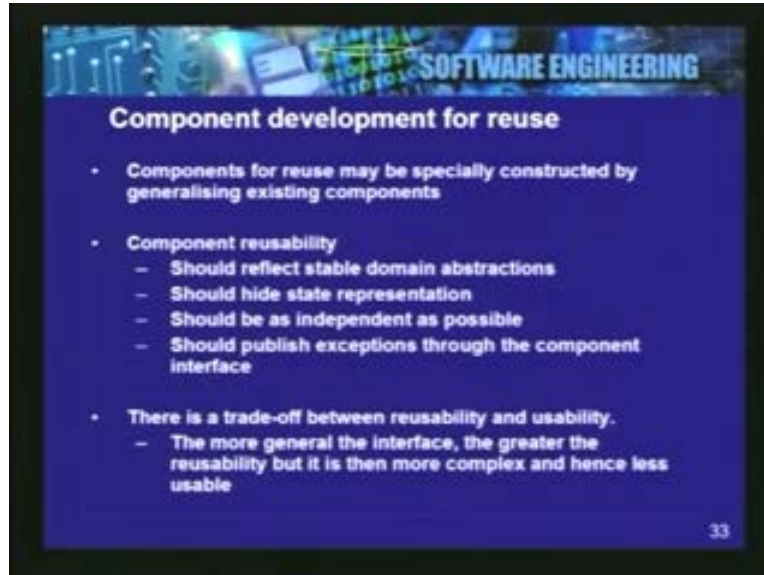 SOFTWARE ENGINEERING
Component development for reuse
• Components for reuse may be specially constructed by
generalising existing components
• Component reusability
– Should reflect stable domain abstractions
– Should hide state representation
– Should be as independent as possible
– Should publish exceptions through the component
interface
• There is a trade-off between reusability and usability.
– The more general the interface, the greater the
reusability but it is then more complex and hence less
usable
33